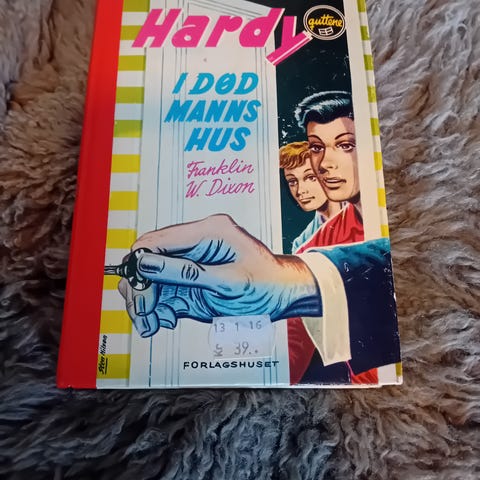 Hardy
guttene
I DØD
MANNS
HUS
Franklin
W. Dixon
13 1 16
39..
FORLAGSHUSET